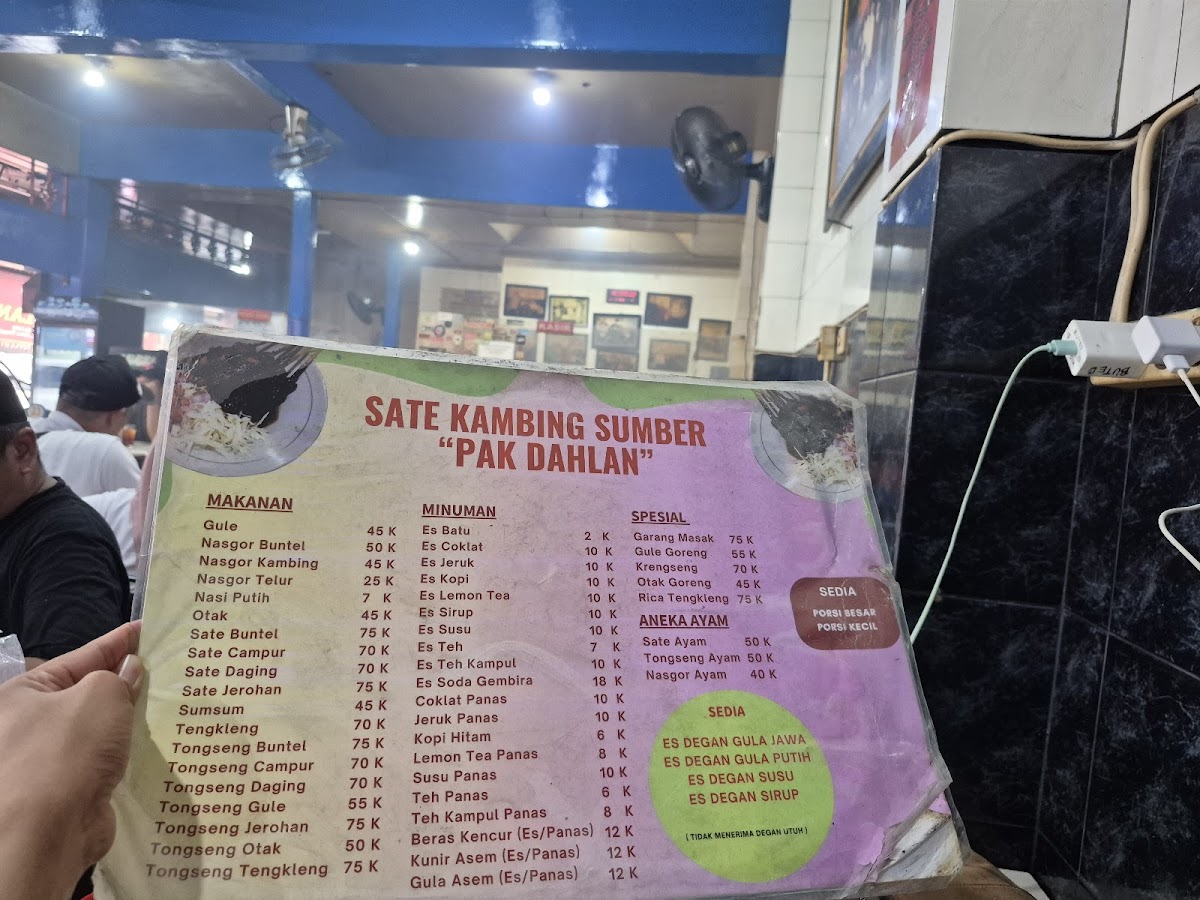 SATE KAMBING SUMBER
“PAK DAHLAN”
MAKANAN
Gule 45 K
Nasgor Buntel 50 K
Nasgor Kambing 45 K
Nasgor Telur 25 K
Nasi Putih 7 K
Otak 45 K
Sate Buntel 75 K
Sate Campur 70 K
Sate Daging 70 K
Sate Jerohan 75 K
Sumsum 45 K
Tengkleng 70 K
Tongseng Buntel 75 K
Tongseng Campur 70 K
Tongseng Daging 70 K
Tongseng Gule 55 K
Tongseng Jerohan 75 K
Tongseng Otak 50 K
Tongseng Tengkleng 75 K
MINUMAN
Es Batu 2 K
Es Coklat 10 K
Es Jeruk 10 K
Es Kopi 10 K
Es Lemon Tea 10 K
Es Sirup 10 K
Es Susu 10 K
Es Teh 7 K
Es Teh Kampul 10 K
Es Soda Gembira 18 K
Coklat Panas 10 K
Jeruk Panas 10 K
Kopi Hitam 6 K
Lemon Tea Panas 8 K
Susu Panas 10 K
Teh Panas 6 K
Teh Kampul Panas 8 K
Beras Kencur (Es/Panas) 12 K
Kunir Asem (Es/Panas) 12 K
Gula Asem (Es/Panas) 12 K
SPESIAL
Garang Masak 75 K
Gule Goreng 55 K
Krengseng 70 K
Otak Goreng 45 K
Rica Tengkleng 75 K
ANEKA AYAM
Sate Ayam 50 K
Tongseng Ayam 50 K
Nasgor Ayam 40 K
SEDIA
PORSI BESAR
PORSI KECIL
SEDIA
ES DEGAN GULA JAWA
ES DEGAN GULA PUTIH
ES DEGAN SUSU
ES DEGAN SIRUP
( TIDAK MENERIMA DEGAN UTUH )
KASIR